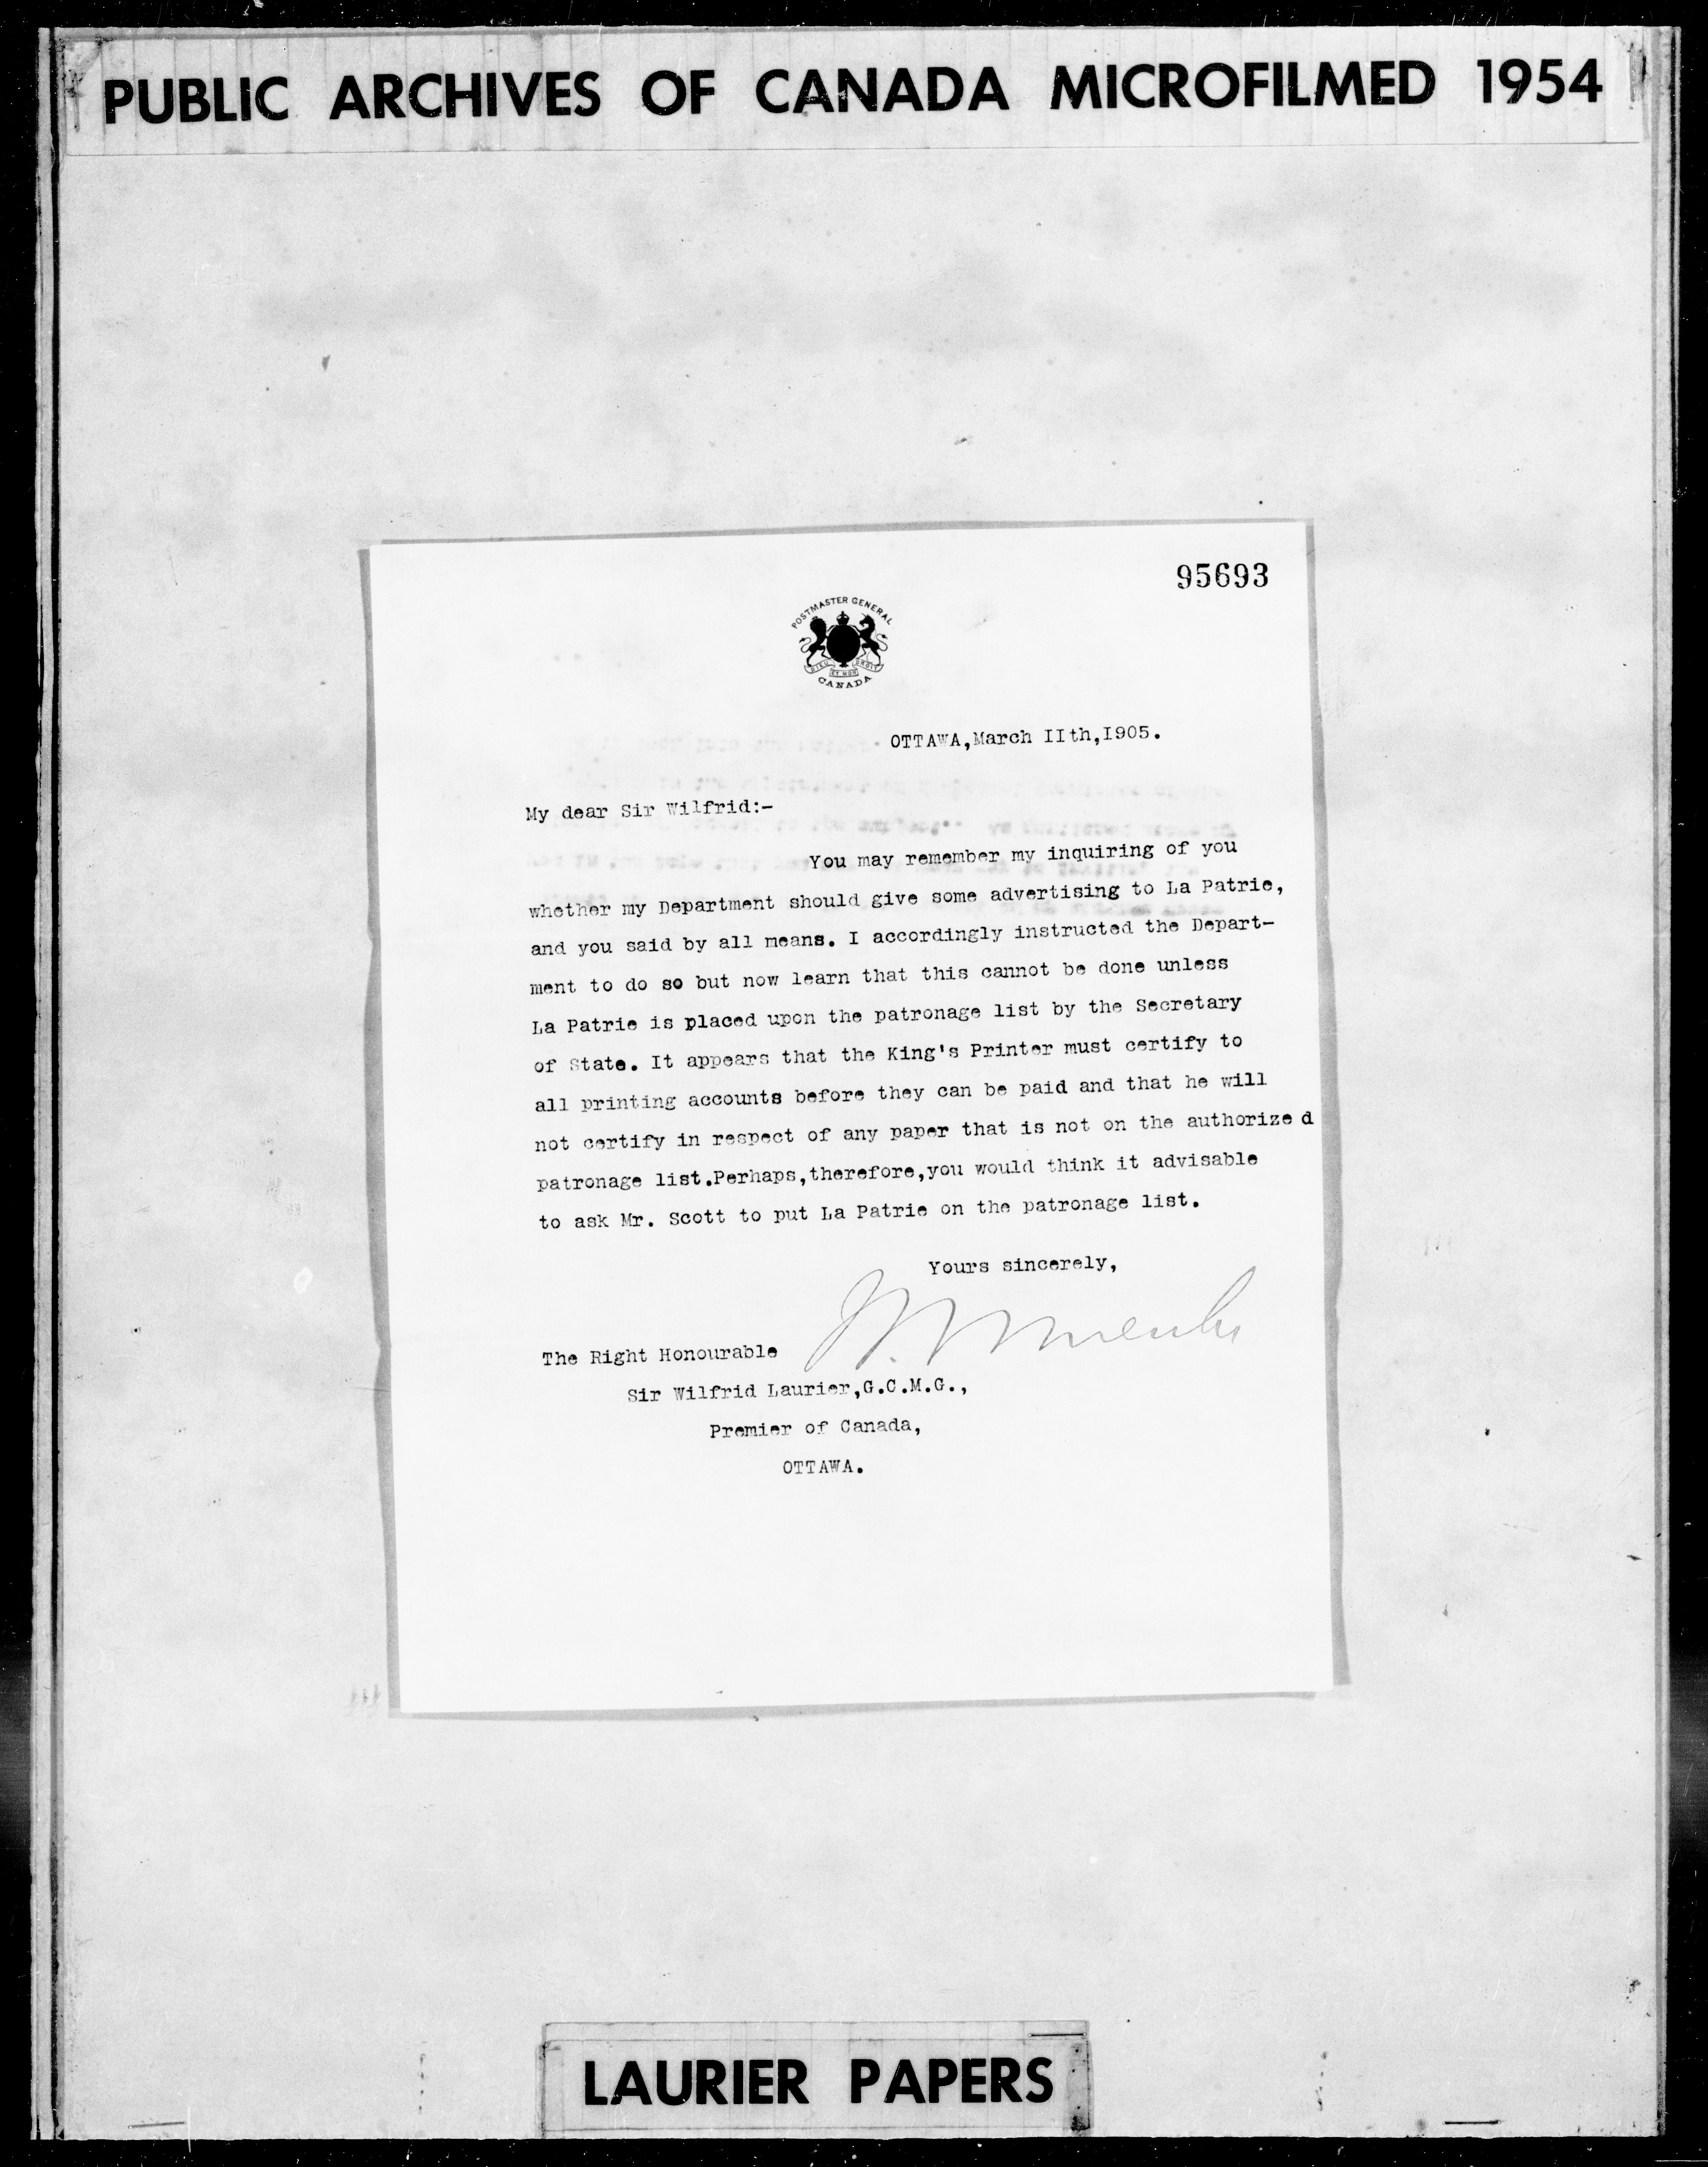 PUBLIC ARCHIVES OF CANADA MICROFILMED 1954
95693
POSTMASTER GENERAL
DIEU ET MON DROIT
CANADA
OTTAWA,March IIth,I905.
My dear Sir Wilfrid:-
You may remember my inquiring of you
whether my Department should give some advertising to La Patrie,
and you said by all means. I accordingly instructed the Depart-
ment to do so but now learn that this cannot be done unless
La Patrie is placed upon the patronage list by the Secretary
of State. It appears that the King's Printer must certify to
all printing accounts before they can be paid and that he will
not certify in respect of any paper that is not on the authorize d
patronage list.Perhaps,therefore,you would think it advisable
to ask Mr. Scott to put La Patrie on the patronage list.
Yours sincerely,
The Right Honourable
Sir Wilfrid Laurier,G.C.M.G.,
Premier of Canada,
OTTAWA.
LAURIER PAPERS